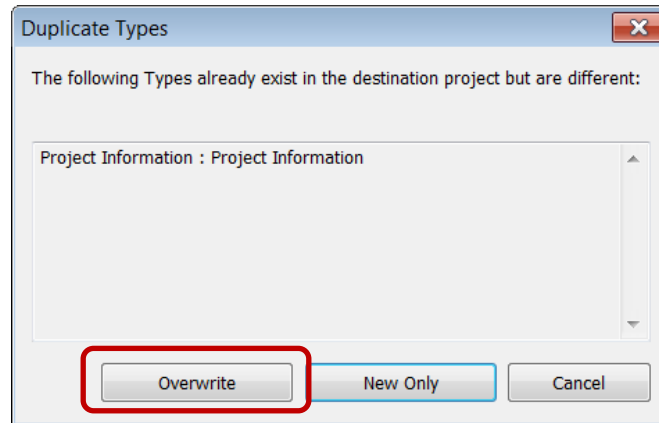 Duplicate Types
The following Types already exist in the destination project but are different:
Project Information : Project Information
Overwrite
New Only
Cancel